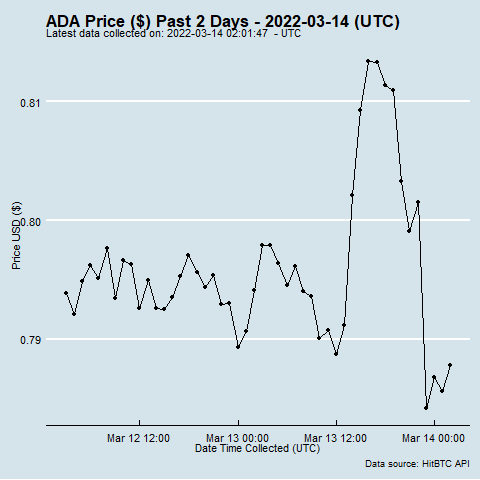 ADA Price ($) Past 2 Days - 2022-03-14 (UTC)
Latest data collected on: 2022-03-14 02:01:47 - UTC
0.81
0.80
0.79
Price USD ($)
Mar 12 12:00
Mar 13 00:00
Mar 13 12:00
Mar 14 00:00
Date Time Collected (UTC)
Data source: HitBTC API